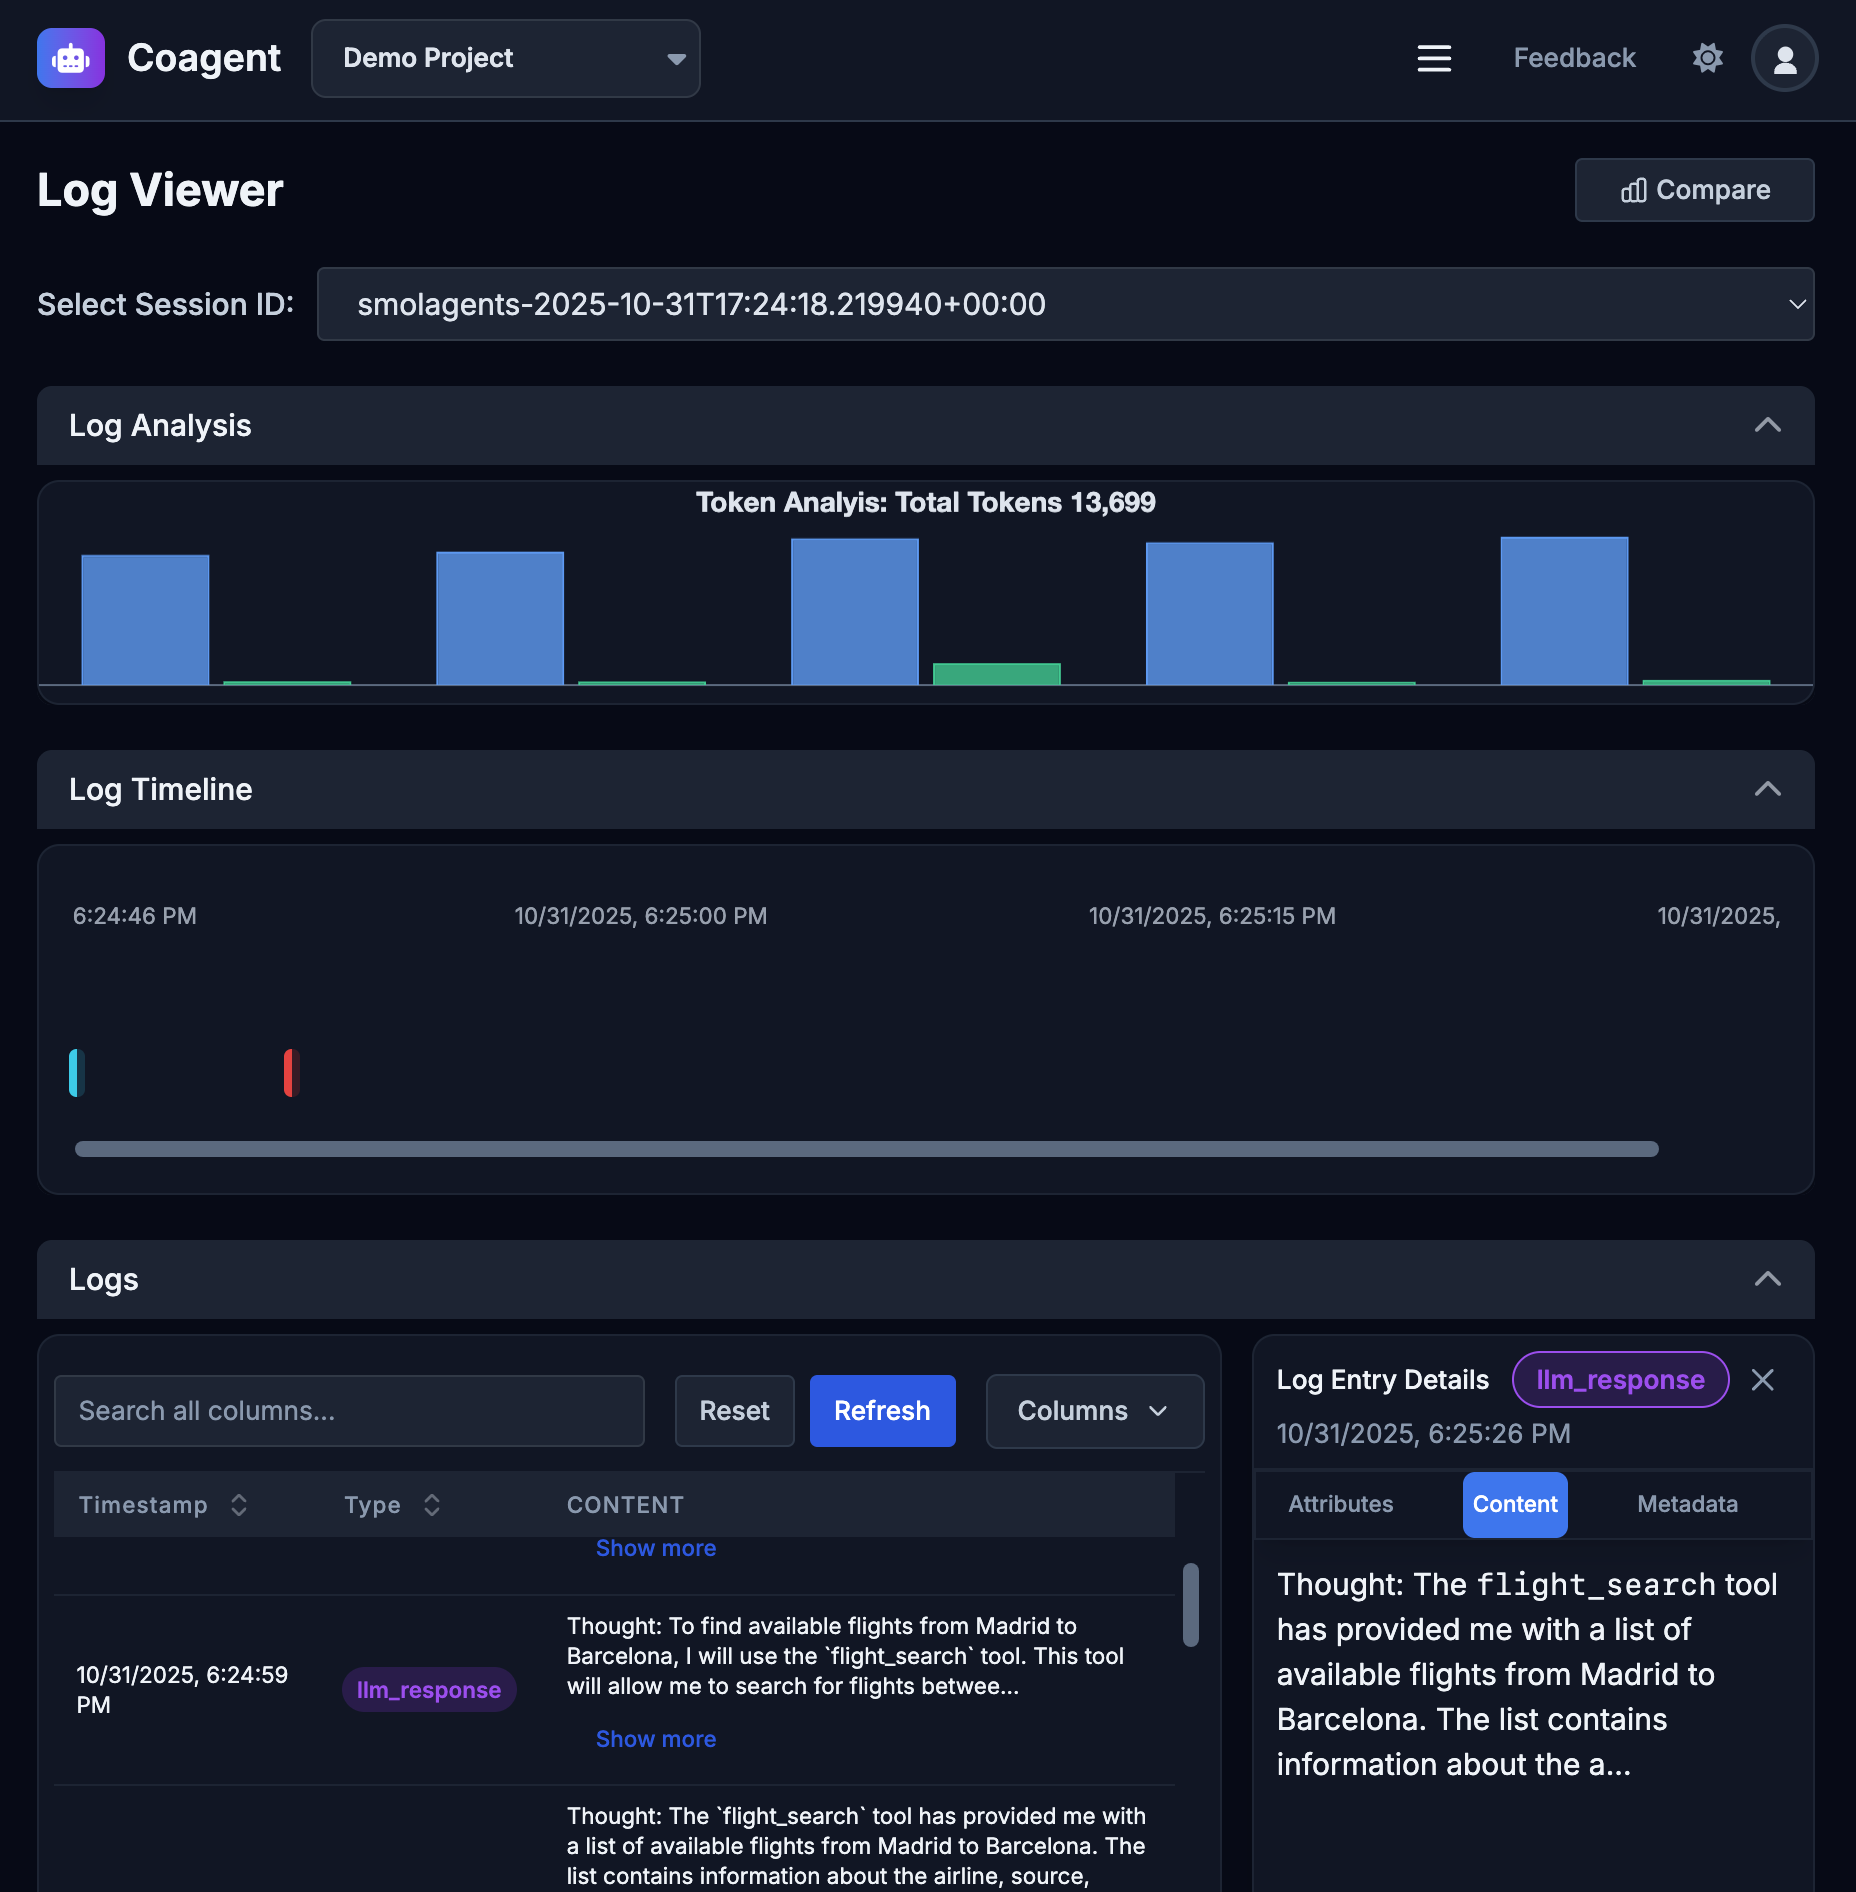 Coagent
Demo Project
Feedback
Log Viewer
Compare
Select Session ID:
smolagents-2025-10-31T17:24:18.219940+00:00
Log Analysis
Token Analyis: Total Tokens 13,699
Log Timeline
6:24:46 PM
10/31/2025, 6:25:00 PM
10/31/2025, 6:25:15 PM
10/31/2025,
Logs
Search all columns...
Reset
Refresh
Columns
Timestamp
Type
CONTENT
Show more
10/31/2025, 6:24:59
PM
llm_response
Thought: To find available flights from Madrid to
Barcelona, I will use the `flight_search` tool. This tool
will allow me to search for flights betwee...
Show more
Thought: The `flight_search` tool has provided me with
a list of available flights from Madrid to Barcelona. The
list contains information about the airline, source,
Log Entry Details
llm_response
10/31/2025, 6:25:26 PM
Attributes
Content
Metadata
Thought: The flight_search tool
has provided me with a list of
available flights from Madrid to
Barcelona. The list contains
information about the a...